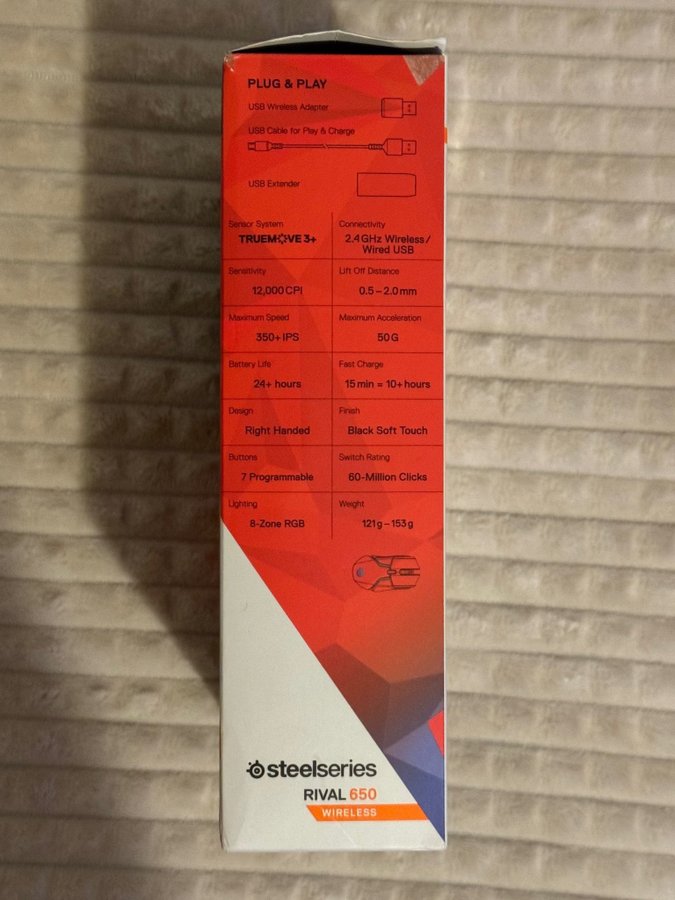 PLUG & PLAY
USB Wireless Adapter
USB Cable for Play & Charge
USB Extender
Sensor System
TRUEMOVE 3+
Connectivity
2.4GHz Wireless/
Wired USB
Sensitivity
12,000 CPI
Lift Off Distance
0.5 – 2.0 mm
Maximum Speed
350+ IPS
Maximum Acceleration
50 G
Battery Life
24+ hours
Fast Charge
15 min = 10+ hours
Design
Right Handed
Finish
Black Soft Touch
Buttons
7 Programmable
Switch Rating
60-Million Clicks
Lighting
8-Zone RGB
Weight
121 g – 153 g
steelseries
RIVAL 650
WIRELESS